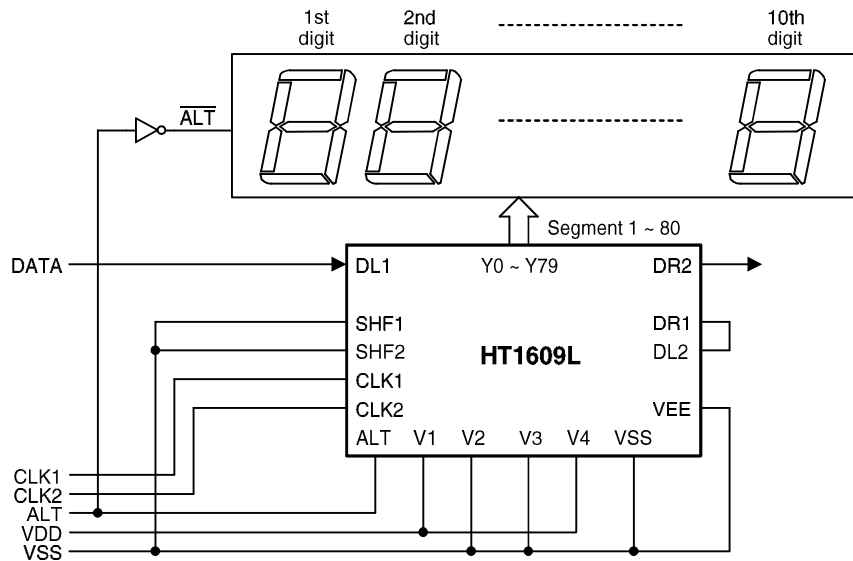 1st digit
2nd digit
10th digit
ALT
Segment 1 ~ 80
DATA
DL1
Y0 ~ Y79
DR2
SHF1
DR1
SHF2
HT1609L
DL2
CLK1
CLK2
VEE
ALT V1 V2 V3 V4 VSS
CLK1
CLK2
ALT
VDD
VSS